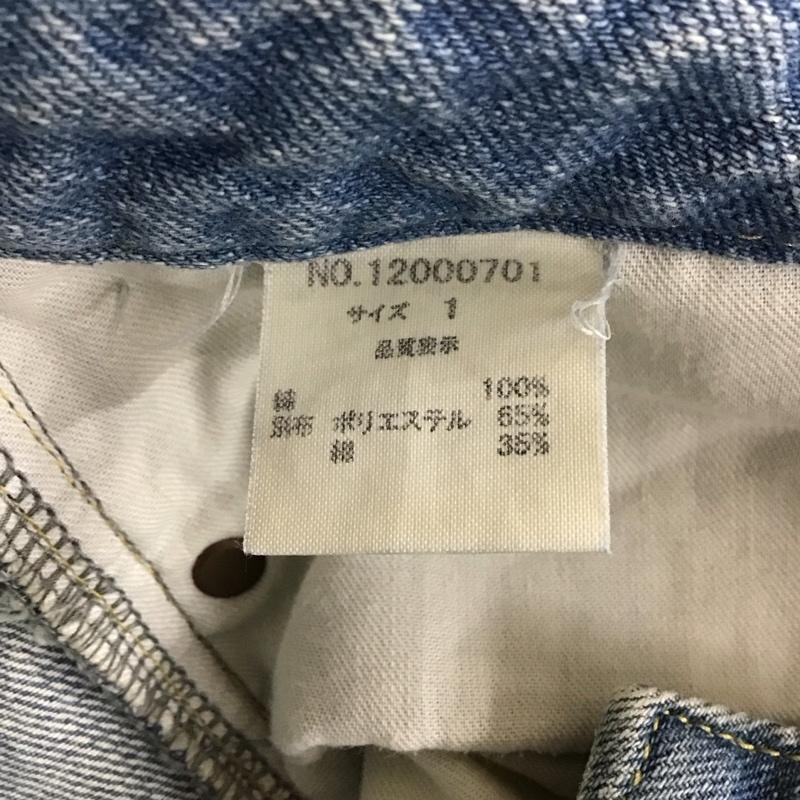 NO.12000701
サイズ 1
品質表示
綿 100%
別布 ポリエステル 65%
綿 35%